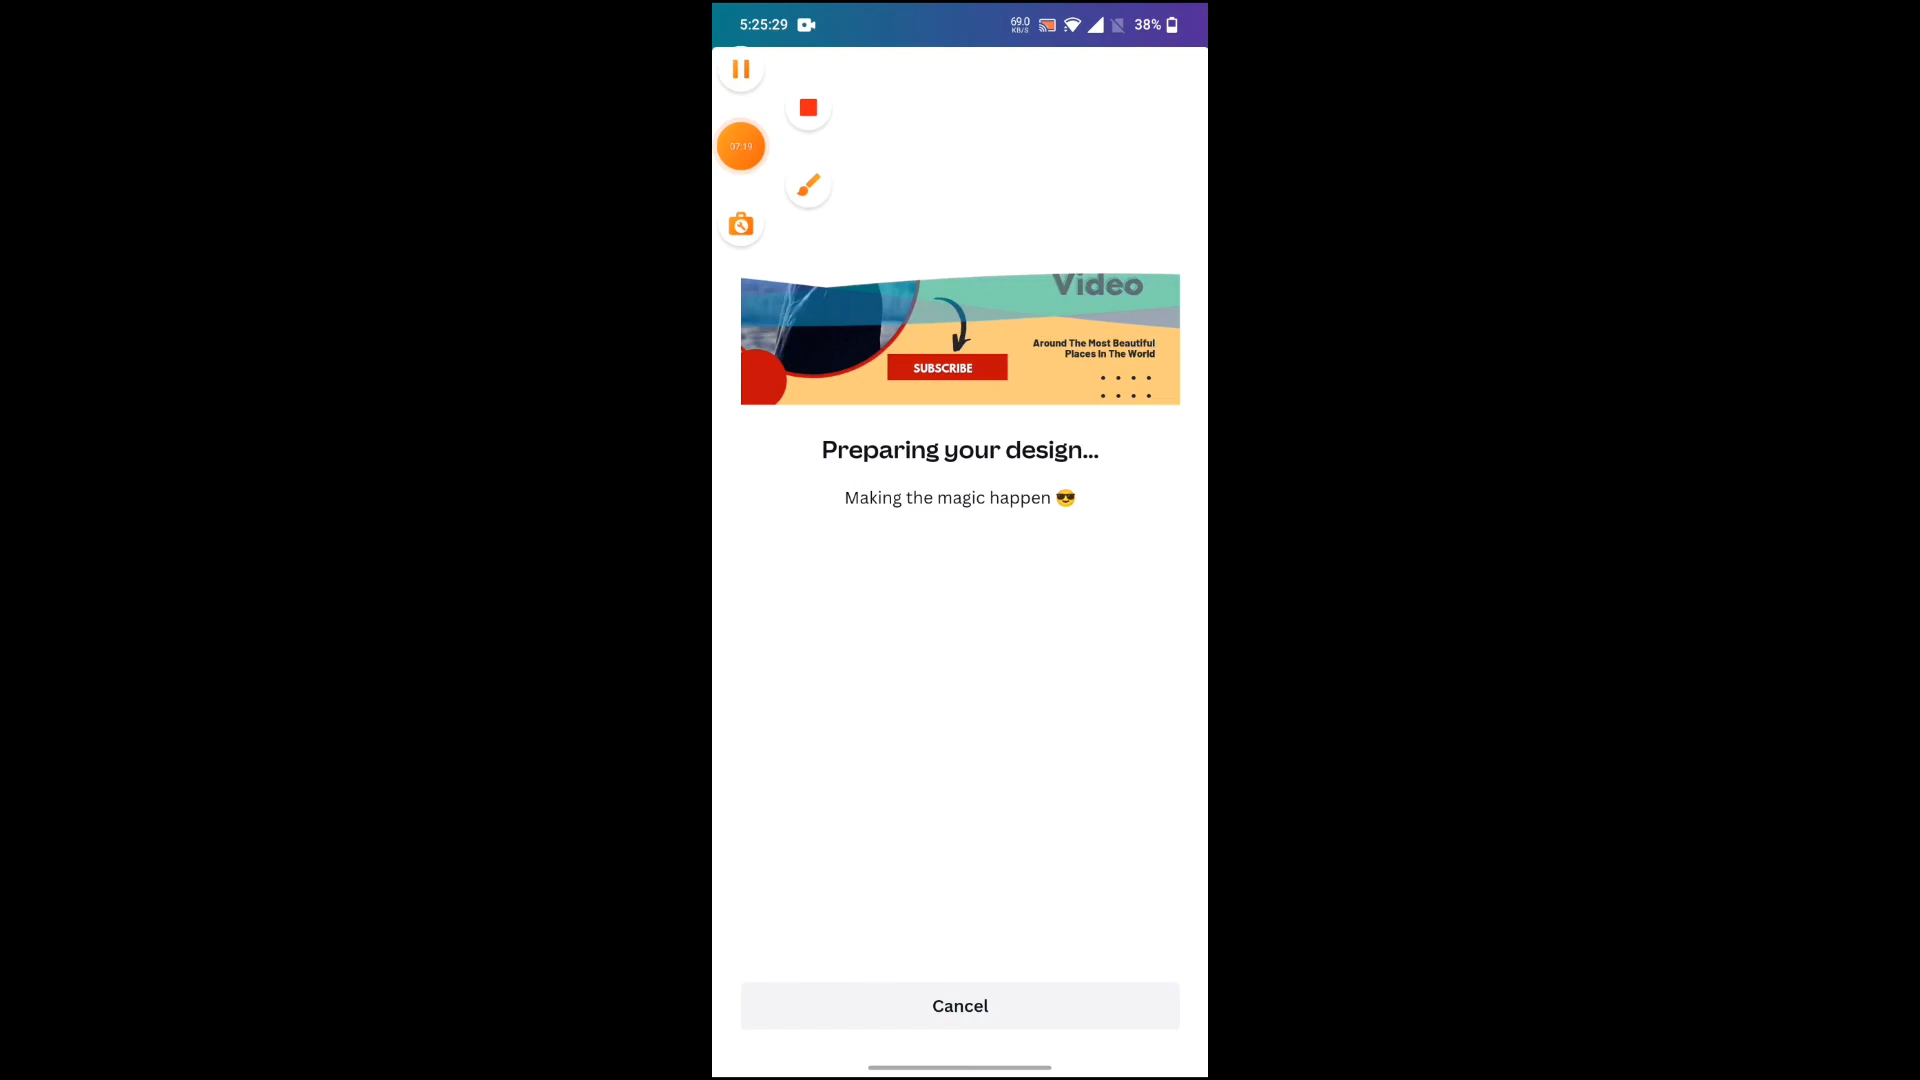 5:25:29
69.0
KB/S
38%
07:19
Video
Around The Most Beautiful
Places In The World
SUBSCRIBE
Preparing your design...
Making the magic happen 😎
Cancel